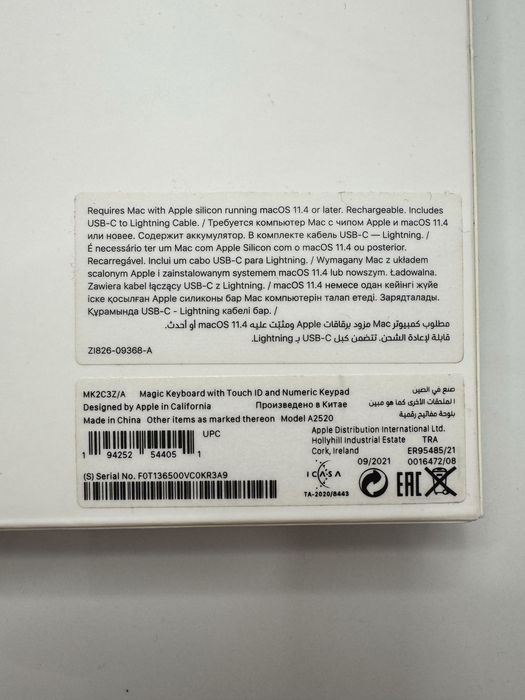 Requires Mac with Apple silicon running macOS 11.4 or later. Rechargeable. Includes
USB-C to Lightning Cable. / Требуется компьютер Mac с чипом Apple и macOS 11.4
или новее. Содержит аккумулятор. В комплекте кабель USB-C — Lightning. /
É necessário ter um Mac com Apple Silicon com o macOS 11.4 ou posterior.
Recarregável. Inclui um cabo USB-C para Lightning. / Wymagany Mac z układem
scalonym Apple i zainstalowanym systemem macOS 11.4 lub nowszym. Ładowalna.
Zawiera kabel łączący USB-C z Lightning. / macOS 11.4 немесе одан кейінгі жүйе
іске қосылған Apple силиконы бар Mac компьютерін талап етеді. Зарядталады.
Құрамында USB-C - Lightning кабелі бар. /
مطلوب كمبيوتر Mac مزود برقاقات Apple ومثبّت عليه macOS 11.4 أو أحدث.
قابلة لإعادة الشحن. تتضمن كبل USB-C بـ Lightning.
ZI826-09368-A
MK2C3Z/A Magic Keyboard with Touch ID and Numeric Keypad
Designed by Apple in California Произведено в Китае
Made in China Other items as marked thereon Model A2520
صنع في الصين
الملحقات الأخرى كما هو مبين
لوحة مفاتيح رقمية
UPC
1 94252 54405 1
(S) Serial No. F0T136500VC0KR3A9
Apple Distribution International Ltd.
Hollyhill Industrial Estate TRA
Cork, Ireland ER95485/21
09/2021 0016472/08
ICASA
TA-2020/8443
EAC